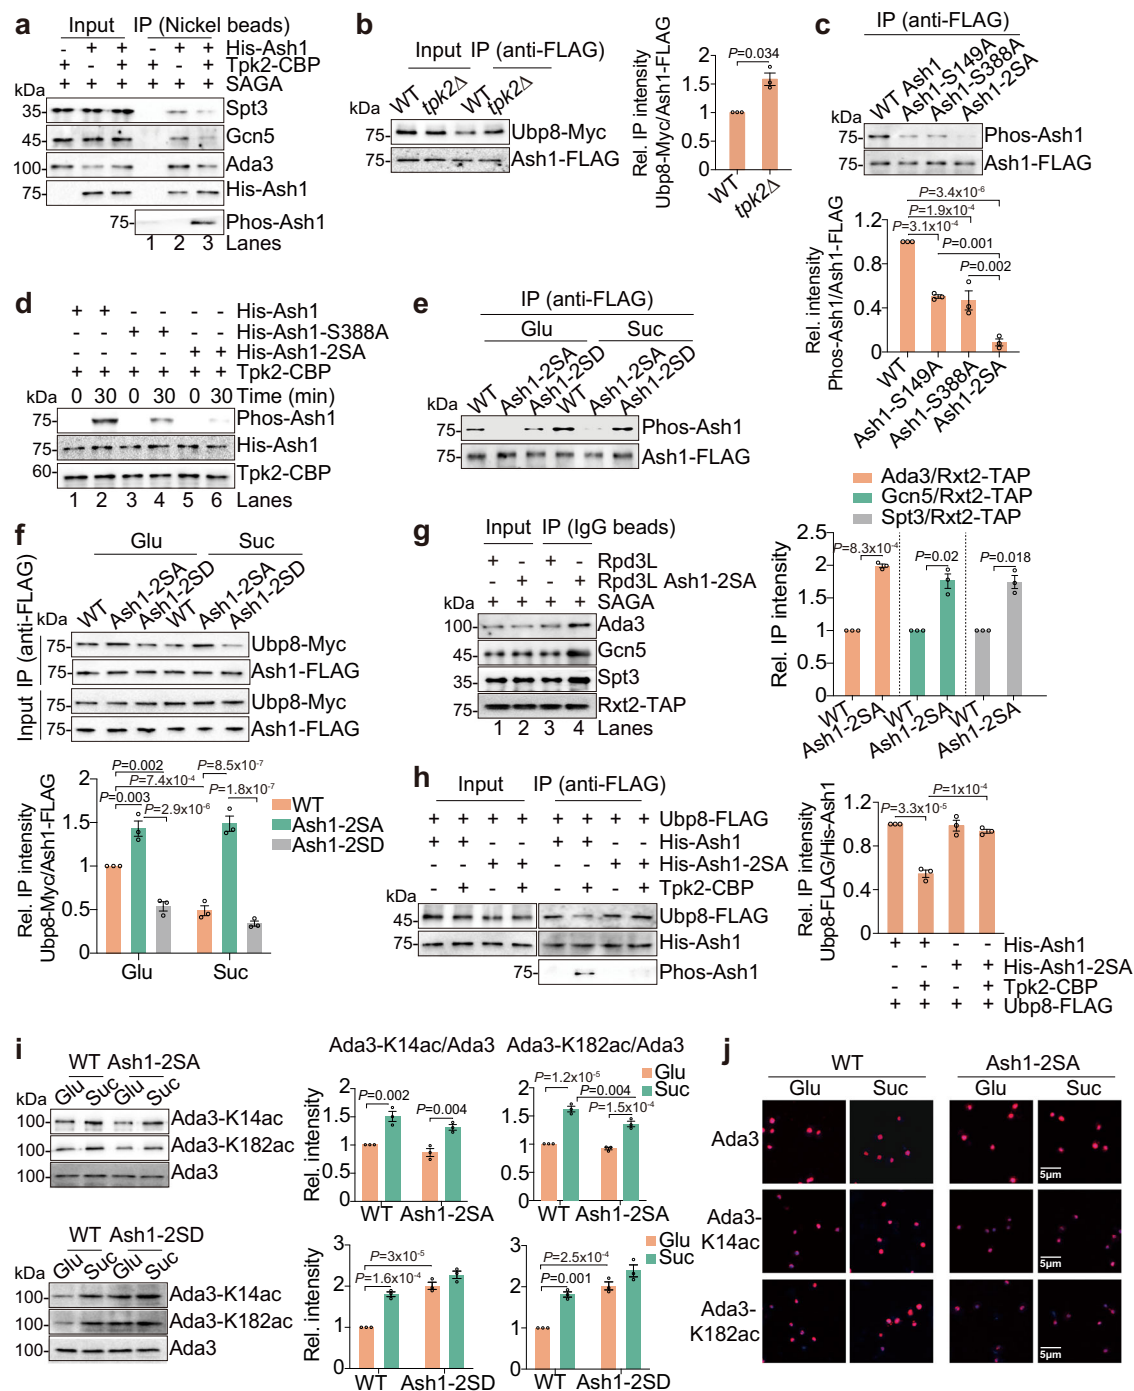 a
Input IP (Nickel beads)
- + + - + + His-Ash1
+ - + + - + Tpk2-CBP
+ + + + + + SAGA
kDa
35- Spt3
45- Gcn5
100- Ada3
75- His-Ash1
75- Phos-Ash1
1 2 3 Lanes
b
Input IP (anti-FLAG)
kDa WT tpk2Δ WT tpk2Δ
75- Ubp8-Myc
75- Ash1-FLAG
Rel. IP intensity
Ubp8-Myc/Ash1-FLAG
2
1.5
1
0.5
0
P=0.034
WT tpk2Δ
c
IP (anti-FLAG)
WT Ash1 Ash1-S149A Ash1-S388A Ash1-2SA
kDa
75- Phos-Ash1
75- Ash1-FLAG
Rel. intensity
Phos-Ash1/Ash1-FLAG
P=3.4x10-6
P=1.9x10-4
P=3.1x10-4
P=0.001
P=0.002
1.2
0.8
0.4
0
WT Ash1-S149A Ash1-S388A Ash1-2SA
d
+ + - - - - His-Ash1
- - + + - - His-Ash1-S388A
- - - - + + His-Ash1-2SA
+ + + + + + Tpk2-CBP
kDa 0 30 0 30 0 30 Time (min)
75- Phos-Ash1
75- His-Ash1
60- Tpk2-CBP
1 2 3 4 5 6 Lanes
e
IP (anti-FLAG)
Glu Suc
kDa WT Ash1-2SA Ash1-2SD WT Ash1-2SA Ash1-2SD
75- Phos-Ash1
75- Ash1-FLAG
f
Glu Suc
WT Ash1-2SA Ash1-2SD WT Ash1-2SA Ash1-2SD
kDa
IP (anti-FLAG)
75- Ubp8-Myc
75- Ash1-FLAG
Input
75- Ubp8-Myc
75- Ash1-FLAG
Rel. IP intensity
Ubp8-Myc/Ash1-FLAG
2
1.5
1
0.5
0
P=0.002 P=8.5x10-7
P=7.4x10-4 P=1.8x10-7
P=0.003
P=2.9x10-6
WT
Ash1-2SA
Ash1-2SD
Glu Suc
g
Input IP (IgG beads)
+ - + - Rpd3L
- + - + Rpd3L Ash1-2SA
+ + + + SAGA
kDa
100- Ada3
45- Gcn5
35- Spt3
75- Rxt2-TAP
1 2 3 4 Lanes
Ada3/Rxt2-TAP
Gcn5/Rxt2-TAP
Spt3/Rxt2-TAP
Rel. IP intensity
2.5
2
1.5
1
0.5
0
P=8.3x10-4 P=0.02 P=0.018
WT Ash1-2SA WT Ash1-2SA WT Ash1-2SA
h
Input IP (anti-FLAG)
+ + + + + + + + Ubp8-FLAG
+ + - - + + - - His-Ash1
- - + + - - + + His-Ash1-2SA
- + - + - + - + Tpk2-CBP
kDa
45- Ubp8-FLAG
75- His-Ash1
75- Phos-Ash1
Rel. IP intensity
Ubp8-FLAG/His-Ash1
1.2
0.8
0.4
0
P=1x10-4
P=3.3x10-5
+ + - - His-Ash1
- - + + His-Ash1-2SA
- + - + Tpk2-CBP
+ + + + Ubp8-FLAG
i
WT Ash1-2SA
kDa Glu Suc Glu Suc
100- Ada3-K14ac
100- Ada3-K182ac
100- Ada3
WT Ash1-2SD
kDa Glu Suc Glu Suc
100- Ada3-K14ac
100- Ada3-K182ac
100- Ada3
Ada3-K14ac/Ada3 Ada3-K182ac/Ada3
Rel. intensity
2
1.5
1
0.5
0
P=0.002
P=0.004
WT Ash1-2SA
2
1.5
1
0.5
0
P=1.2x10-5
P=0.004
P=1.5x10-4
Glu
Suc
WT Ash1-2SA
Rel. intensity
3
2.5
2
1.5
1
0.5
0
P=3x10-5
P=1.6x10-4
WT Ash1-2SD
3
2.5
2
1.5
1
0.5
0
P=2.5x10-4
P=0.001
Glu
Suc
WT Ash1-2SD
j
WT Ash1-2SA
Glu Suc Glu Suc
Ada3
5μm
Ada3-
K14ac
5μm
Ada3-
K182ac
5μm